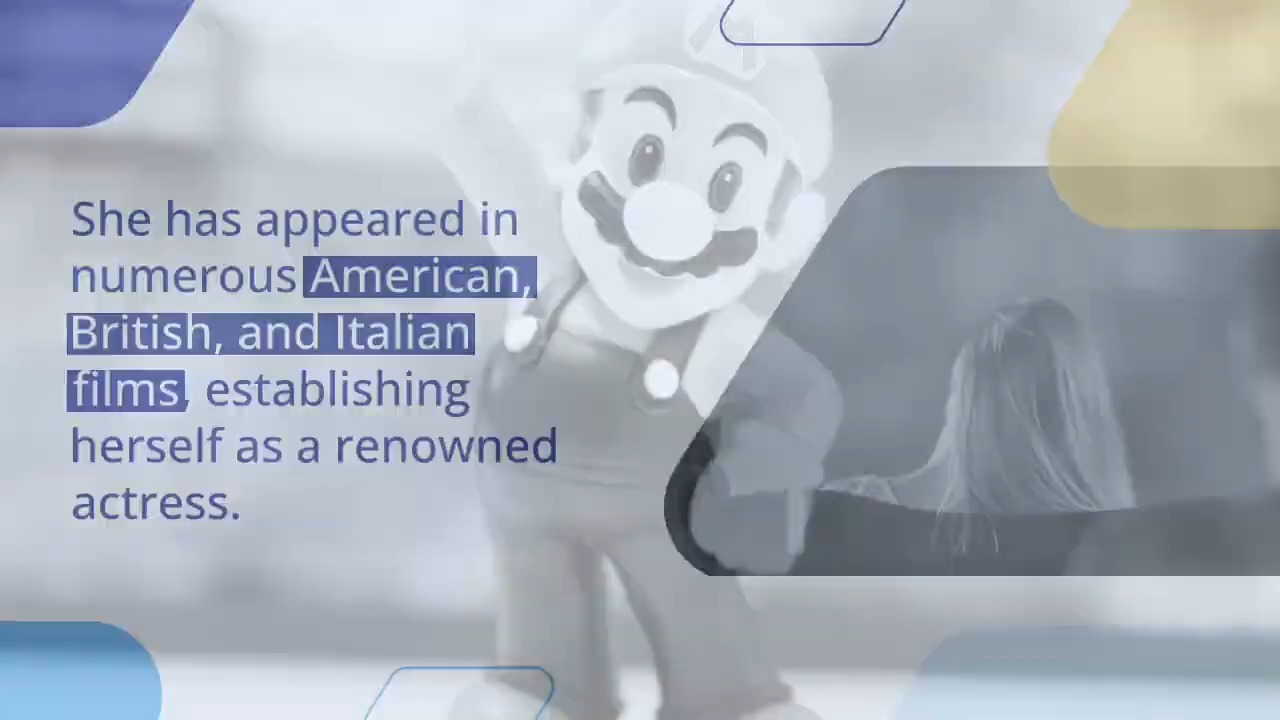 She has appeared in
numerous American,
British, and Italian
films, establishing
herself as a renowned
actress.